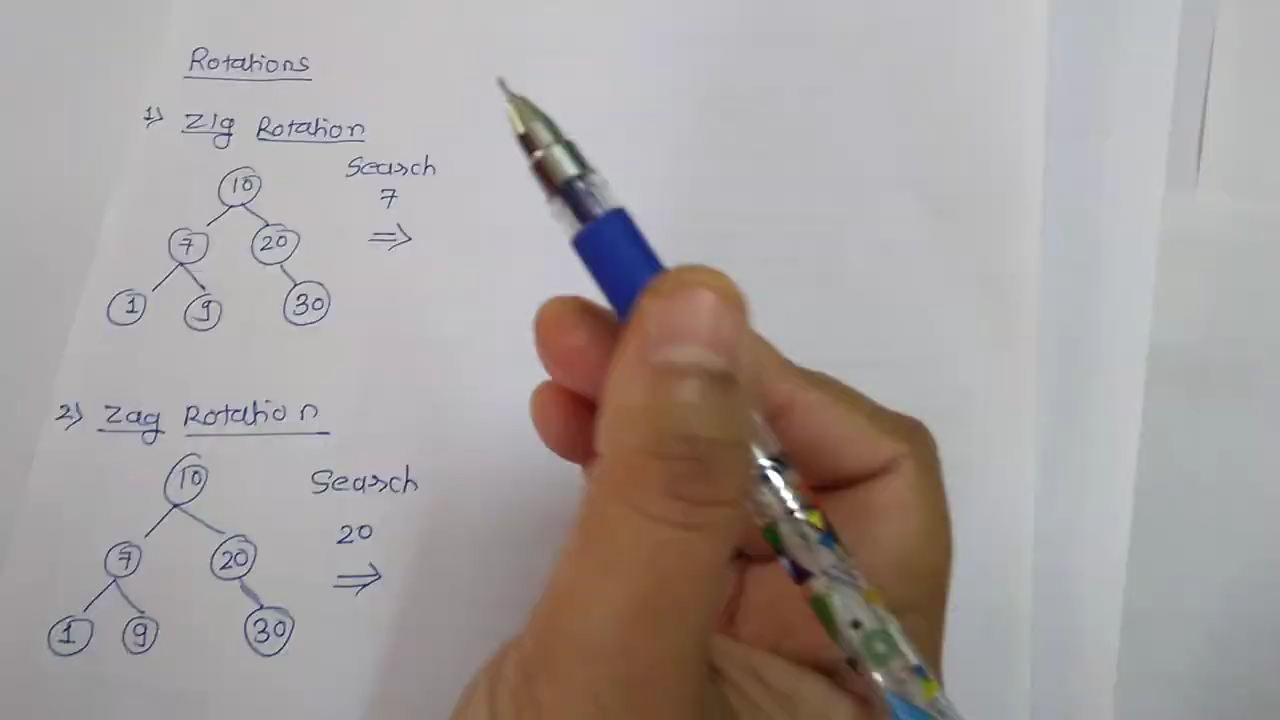 Rotations
1) Zig Rotation
Search
7
10
7 20
⇒
1 9 30
2) Zag Rotation
10
Search
20
7 20
⇒
1 9 30